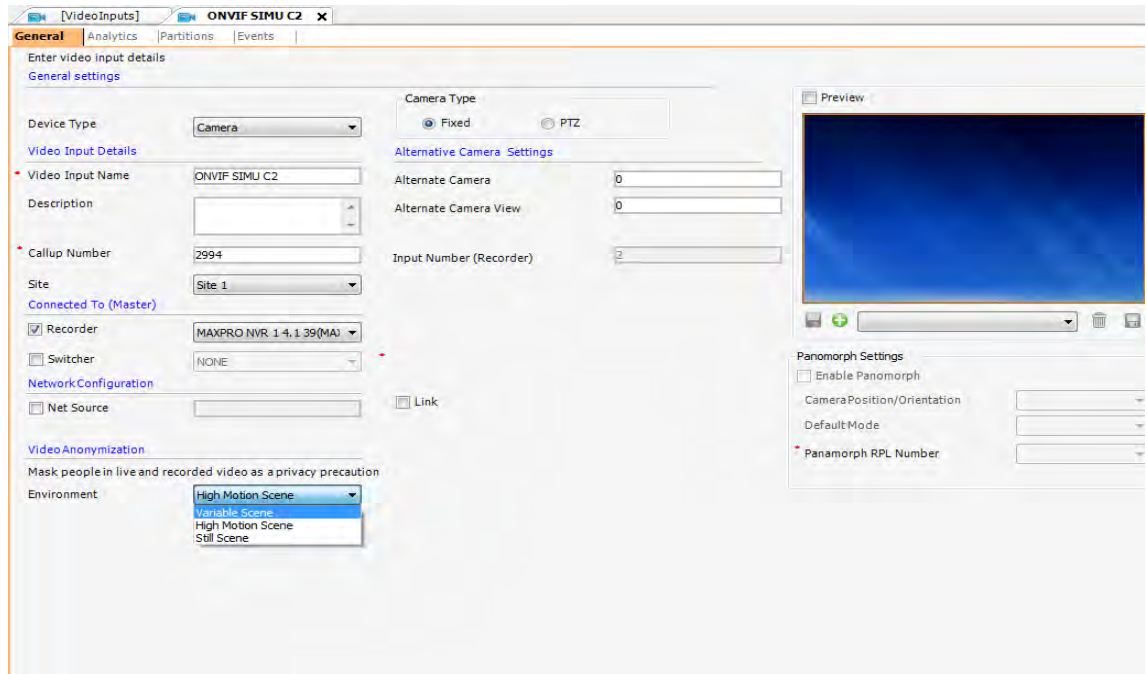 [VideoInputs] ONVIF SIMU C2 x
General Analytics Partitions Events
Enter video input details
General settings
Camera Type
Preview
Device Type Camera
Fixed PTZ
Video Input Details
Alternative Camera Settings
* Video Input Name ONVIF SIMU C2
Alternate Camera 0
Description
Alternate Camera View 0
* Callup Number 2994
Input Number (Recorder) 2
Site Site 1
Connected To (Master)
Recorder MAXPRO NVR 1 4.1 39(MAX
Switcher NONE *
Network Configuration
Net Source
Link
Panomorph Settings
Enable Panomorph
Camera Position/Orientation
Default Mode
* Panamorph RPL Number
Video Anonymization
Mask people in live and recorded video as a privacy precaution
Environment High Motion Scene
Variable Scene
High Motion Scene
Still Scene